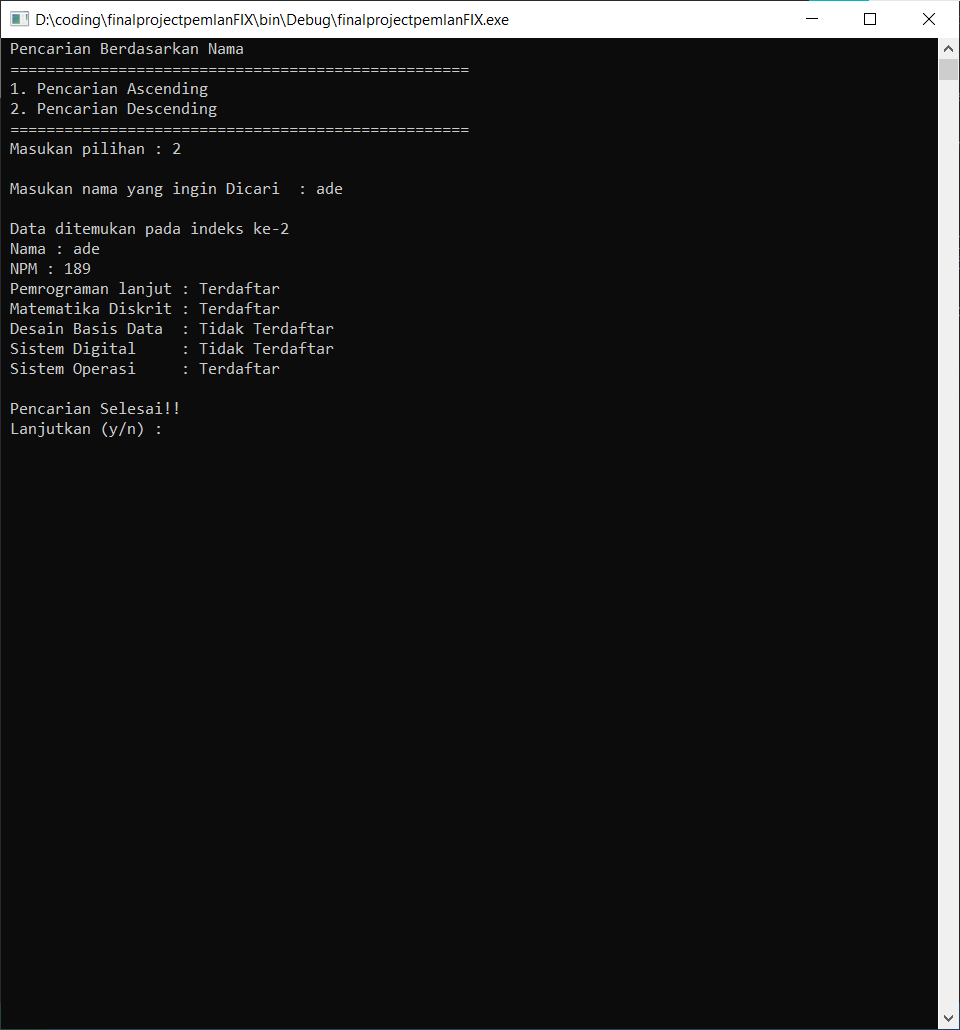 D:\coding\finalprojectpemlanFIX\bin\Debug\finalprojectpemlanFIX.exe
Pencarian Berdasarkan Nama
===================================================
1. Pencarian Ascending
2. Pencarian Descending
===================================================
Masukan pilihan : 2
Masukan nama yang ingin Dicari  : ade
Data ditemukan pada indeks ke-2
Nama : ade
NPM : 189
Pemrograman lanjut : Terdaftar
Matematika Diskrit : Terdaftar
Desain Basis Data  : Tidak Terdaftar
Sistem Digital     : Tidak Terdaftar
Sistem Operasi     : Terdaftar
Pencarian Selesai!!
Lanjutkan (y/n) :